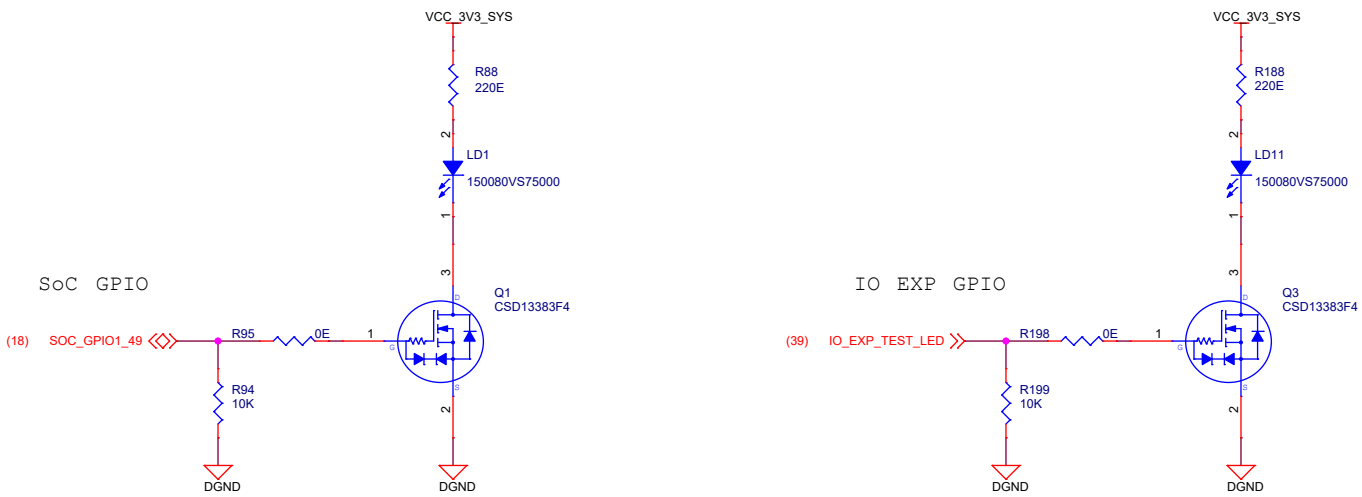 VCC_3V3_SYS
R88
220E
2
LD1
150080VS75000
1
3
SoC GPIO
Q1
CSD13383F4
D
(18)
SOC_GPIO1_49
R95
0E
1
G
R94
10K
S
2
DGND
DGND
VCC_3V3_SYS
R188
220E
2
LD11
150080VS75000
1
3
IO EXP GPIO
Q3
CSD13383F4
D
(39)
IO_EXP_TEST_LED
R198
0E
1
G
R199
10K
S
2
DGND
DGND